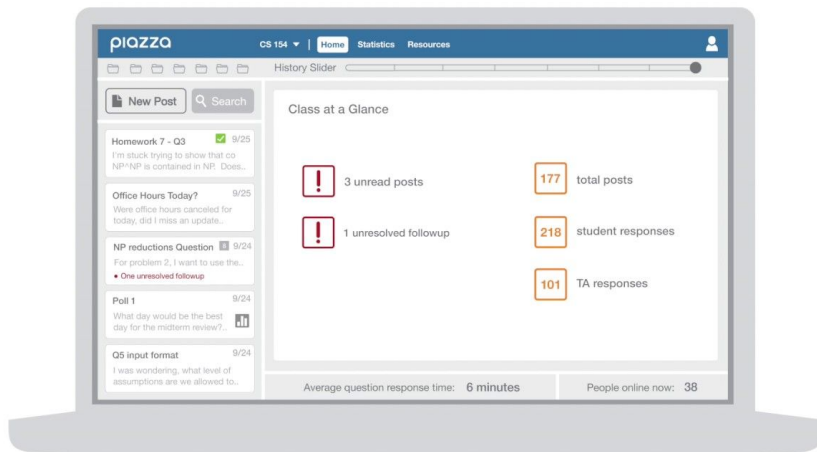 piazza
CS 154 ▼ | Home Statistics Resources
History Slider
New Post Search
Class at a Glance
Homework 7 - Q3 9/25
I'm stuck trying to show that co
NP^NP is contained in NP. Does..
Office Hours Today? 9/25
Were office hours canceled for
today, did I miss an update..
NP reductions Question 9/24
For problem 2, I want to use the..
• One unresolved followup
Poll 1 9/24
What day would be the best
day for the midterm review?..
Q5 input format 9/24
I was wondering, what level of
assumptions are we allowed to..
! 3 unread posts
! 1 unresolved followup
177 total posts
218 student responses
101 TA responses
Average question response time: 6 minutes
People online now: 38